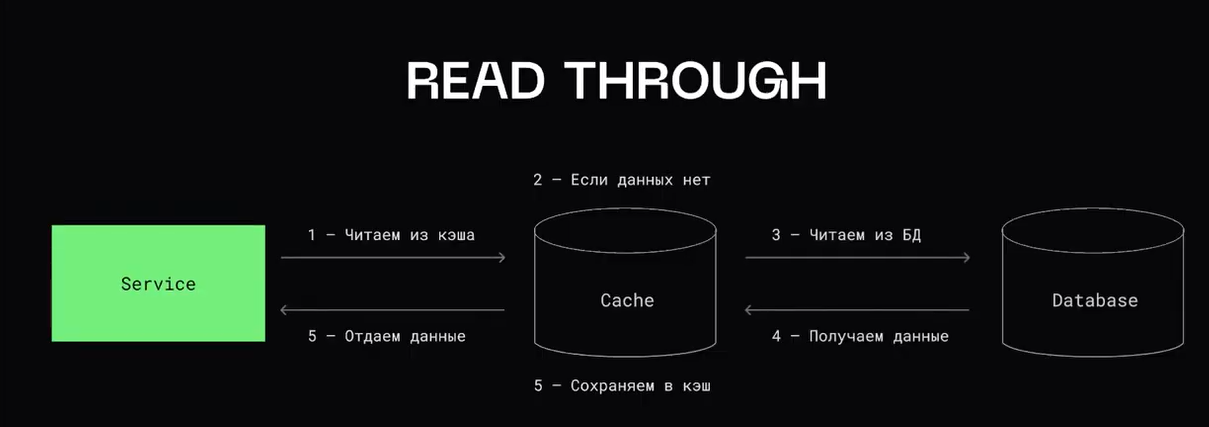 READ THROUGH
2 – Если данных нет
1 – Читаем из кэша
3 – Читаем из БД
Service
Cache
Database
5 – Отдаем данные
4 – Получаем данные
5 – Сохраняем в кэш